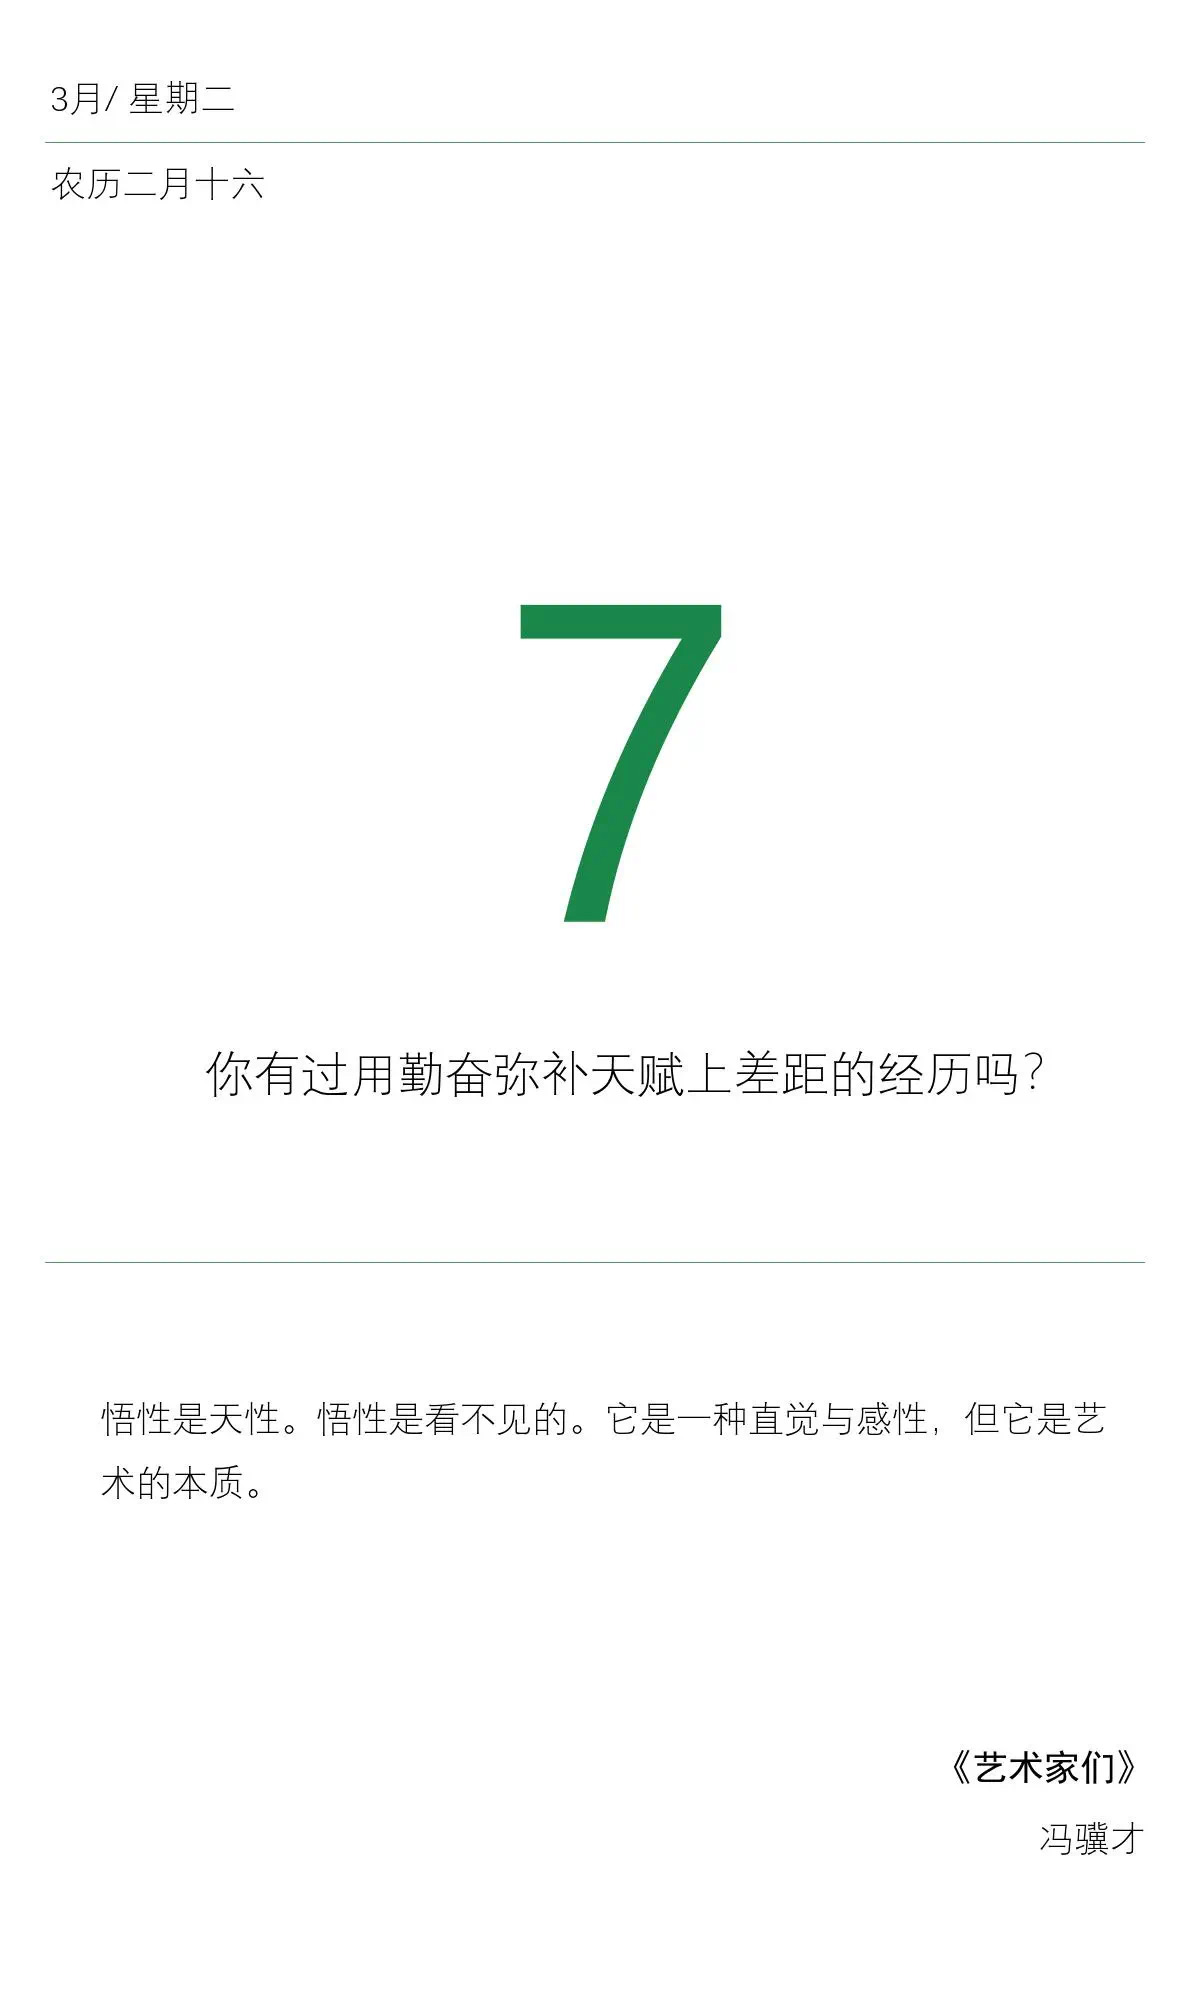 3月/ 星期二
农历二月十六
7
你有过用勤奋弥补天赋上差距的经历吗？
悟性是天性。悟性是看不见的。它是一种直觉与感性，但它是艺
术的本质。
《艺术家们》
冯骥才